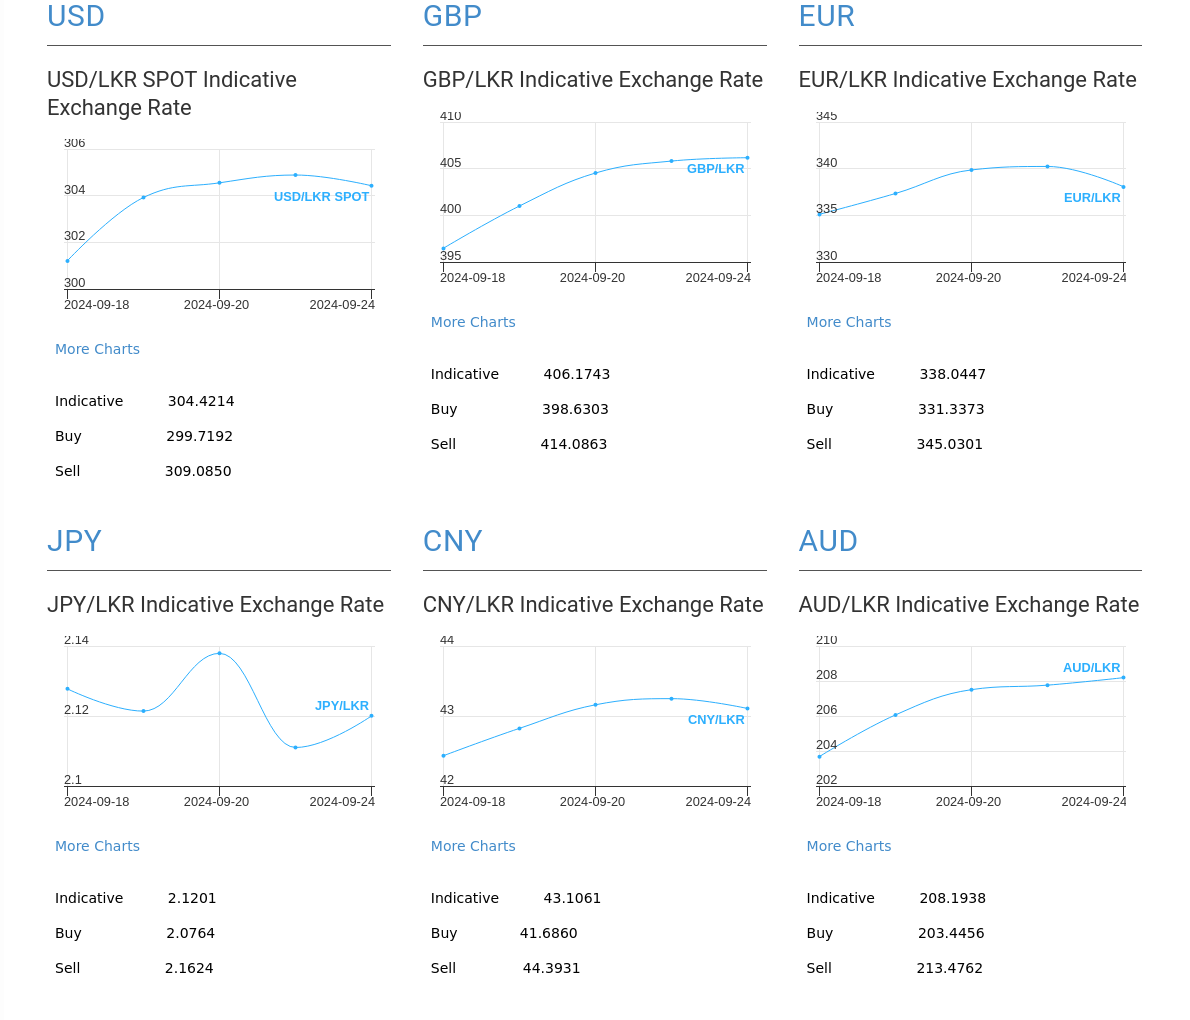 USD
USD/LKR SPOT Indicative
Exchange Rate
306
304
302
300
USD/LKR SPOT
2024-09-18 2024-09-20 2024-09-24
More Charts
Indicative 304.4214
Buy 299.7192
Sell 309.0850
GBP
GBP/LKR Indicative Exchange Rate
410
405
400
395
GBP/LKR
2024-09-18 2024-09-20 2024-09-24
More Charts
Indicative 406.1743
Buy 398.6303
Sell 414.0863
EUR
EUR/LKR Indicative Exchange Rate
345
340
335
330
EUR/LKR
2024-09-18 2024-09-20 2024-09-24
More Charts
Indicative 338.0447
Buy 331.3373
Sell 345.0301
JPY
JPY/LKR Indicative Exchange Rate
2.14
2.12
2.1
JPY/LKR
2024-09-18 2024-09-20 2024-09-24
More Charts
Indicative 2.1201
Buy 2.0764
Sell 2.1624
CNY
CNY/LKR Indicative Exchange Rate
44
43
42
CNY/LKR
2024-09-18 2024-09-20 2024-09-24
More Charts
Indicative 43.1061
Buy 41.6860
Sell 44.3931
AUD
AUD/LKR Indicative Exchange Rate
210
208
206
204
202
AUD/LKR
2024-09-18 2024-09-20 2024-09-24
More Charts
Indicative 208.1938
Buy 203.4456
Sell 213.4762